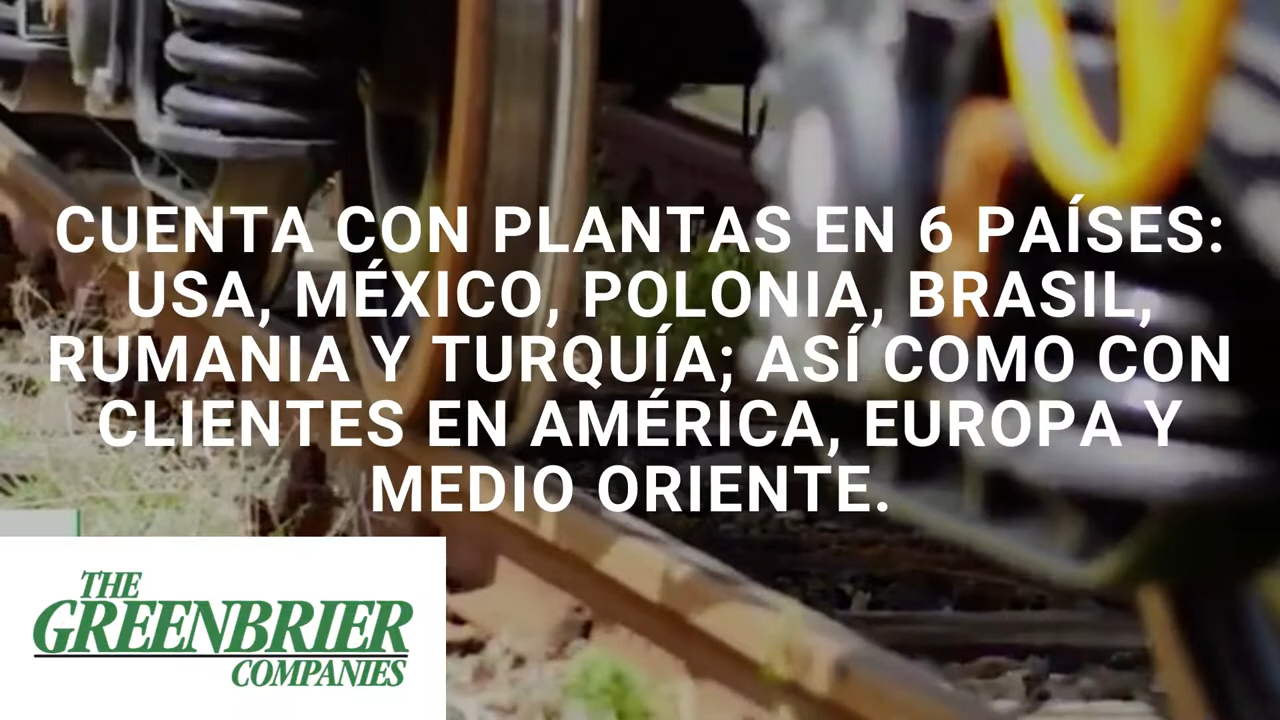 CUENTA CON PLANTAS EN 6 PAÍSES:
USA, MÉXICO, POLONIA, BRASIL,
RUMANIA Y TURQUÍA; ASÍ COMO CON
CLIENTES EN AMÉRICA, EUROPA Y
MEDIO ORIENTE.
THE
GREENBRIER
COMPANIES